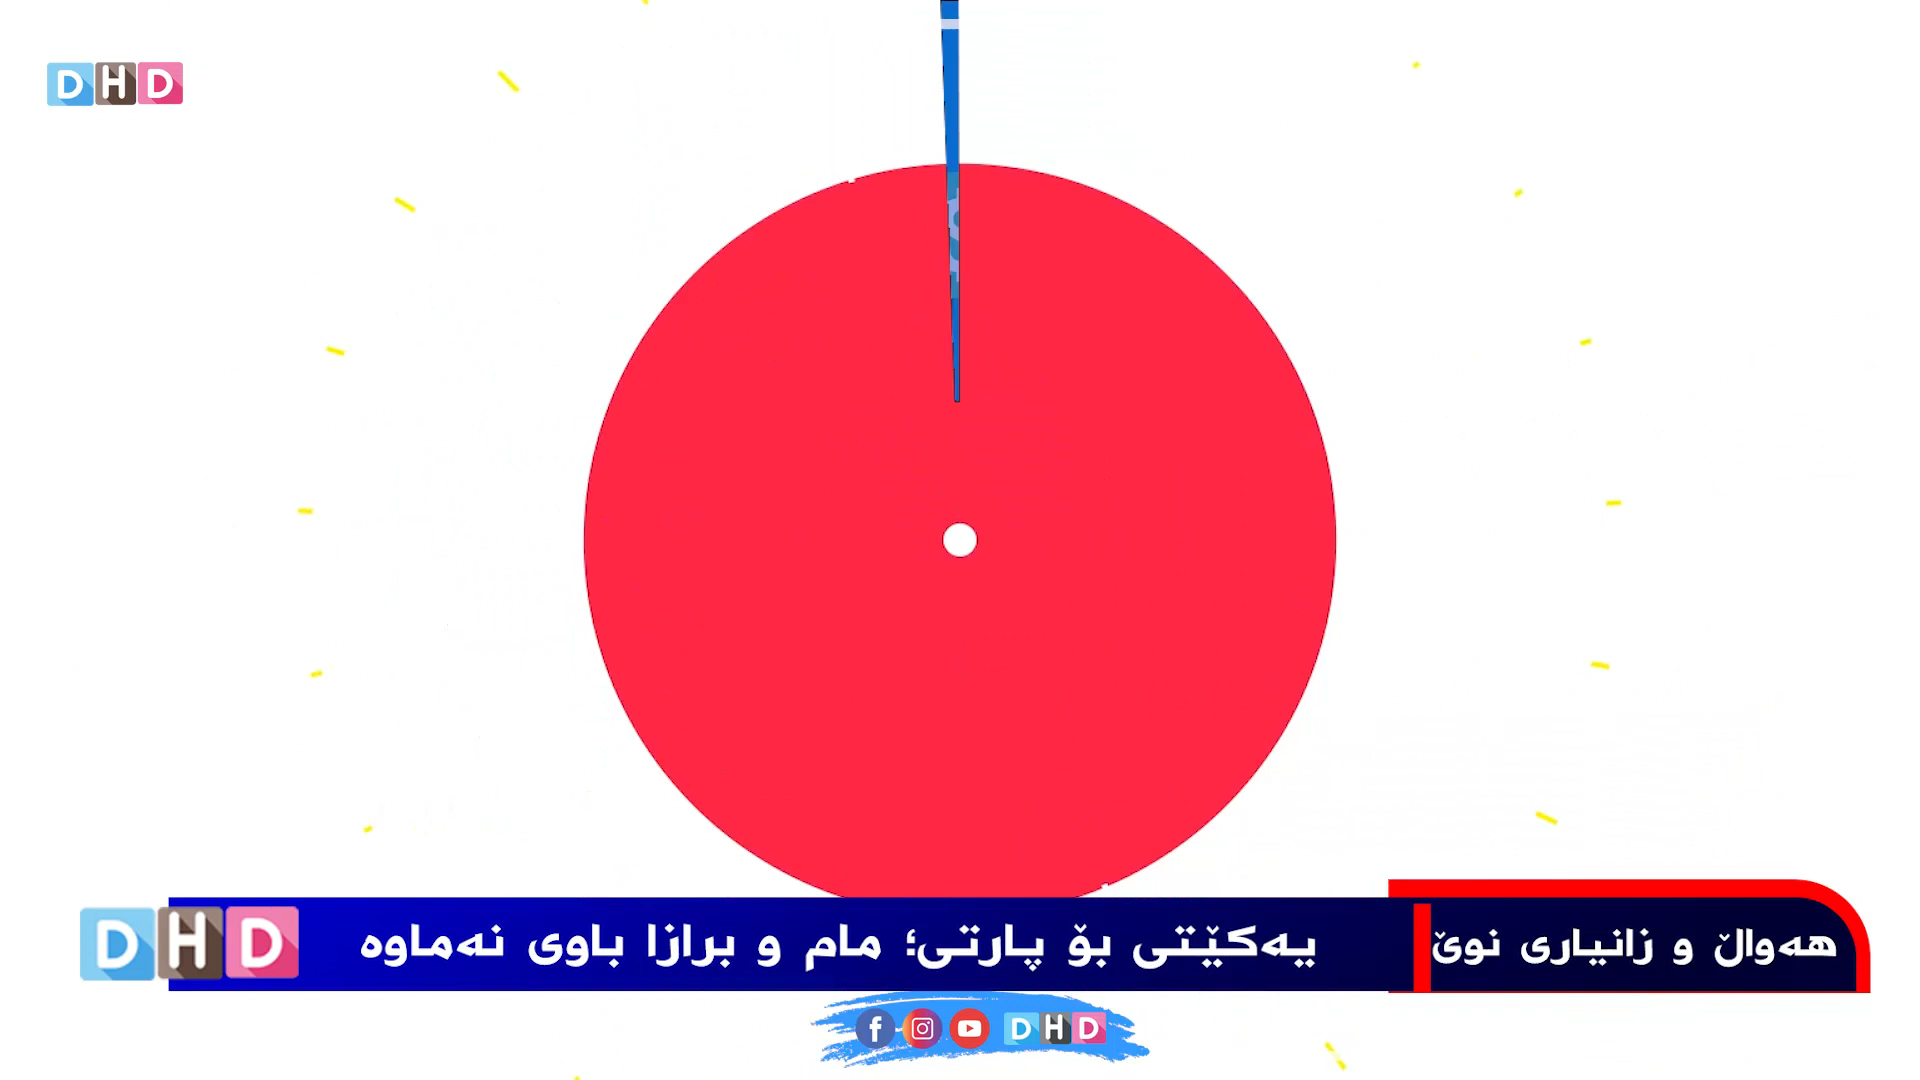 DHD
هەواڵ و زانیاری نوێ
یەکێتی بۆ پارتی؛ مام و برازا باوی نەماوە
DHD
DHD